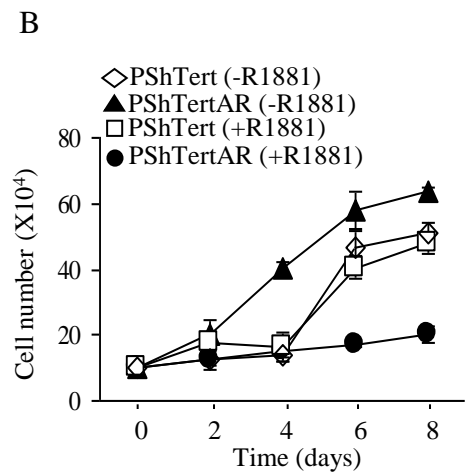 B
PShTert (-R1881)
PShTertAR (-R1881)
PShTert (+R1881)
PShTertAR (+R1881)
80
60
40
20
0
Cell number (X10⁴)
0 2 4 6 8
Time (days)